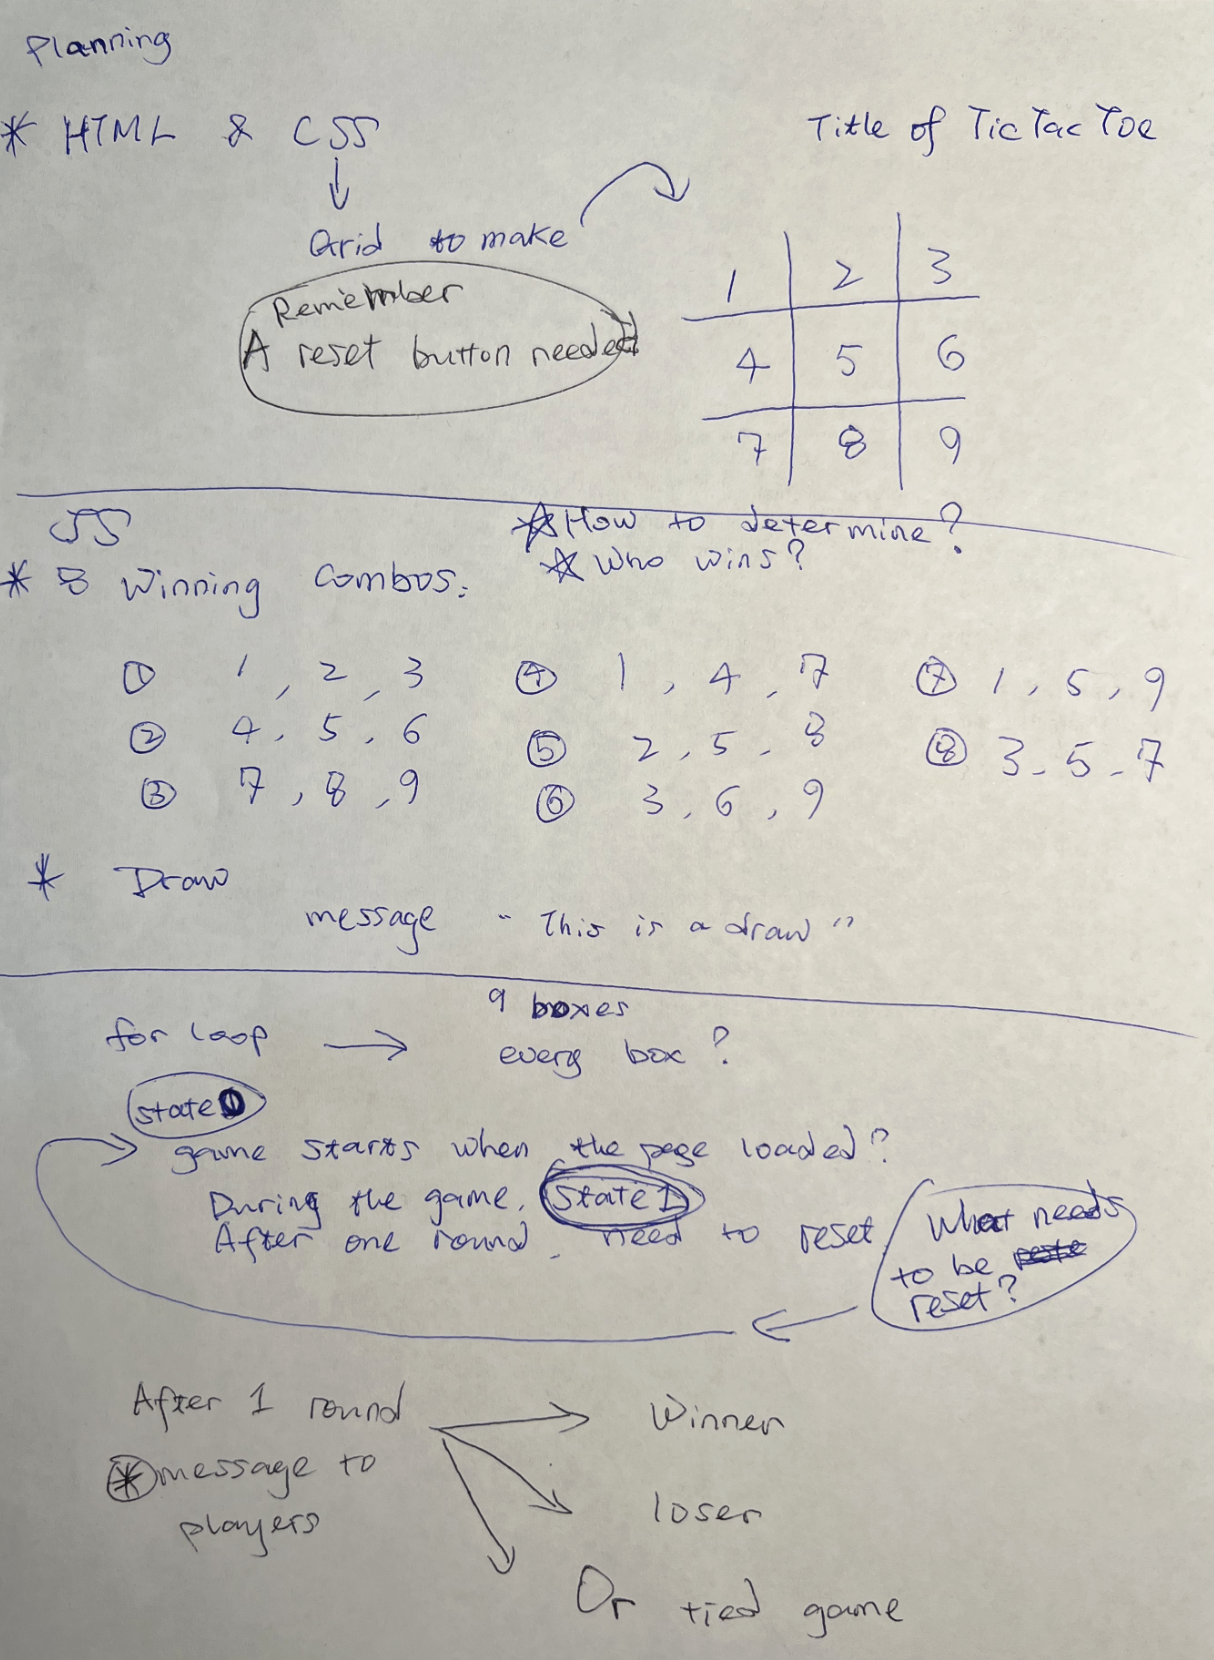 Planning
* HTML & CSS
Title of Tic Tac Toe
Grid to make
Remember
A reset button needed
1 2 3
4 5 6
7 8 9
JS
* How to determine?
* Who wins?
* 8 Winning Combos:
① 1, 2, 3
② 4, 5, 6
③ 7, 8, 9
④ 1, 4, 7
⑤ 2, 5, 8
⑥ 3, 6, 9
⑦ 1, 5, 9
⑧ 3, 5, 7
* Draw
message "This is a draw"
for loop → 9 boxes
every box?
state 0
game starts when the page loaded?
During the game, state 1
After one round, need to reset
What needs
to be
reset?
After 1 round
* message to
players
Winner
loser
Or tied game